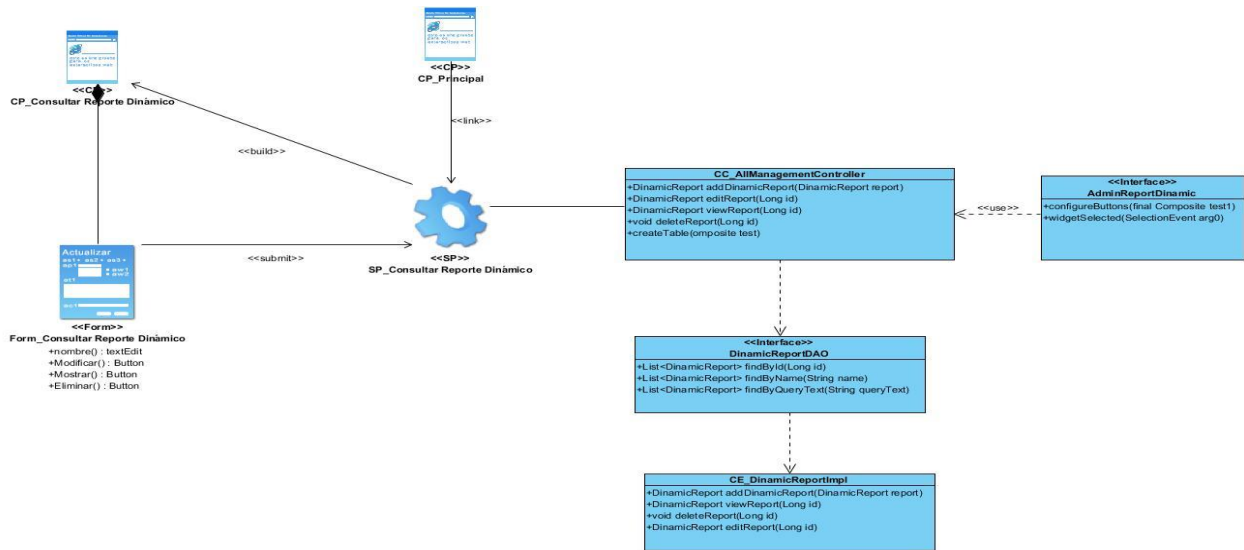 <<CP>>
CP_Principal
CP_Consultar Reporte Dinàmico
<<link>>
<<build>>
<<submit>>
<<SP>>
SP_Consultar Reporte Dinàmico
Actualizar
<<Form>>
Form_Consultar Reporte Dinàmico
+nombre() : textEdit
+Modificar() : Button
+Mostrar() : Button
+Eliminar() : Button
CC_AllManagementController
+DinamicReport addDinamicReport(DinamicReport report)
+DinamicReport editReport(Long id)
+DinamicReport viewReport(Long id)
+void deleteReport(Long id)
+createTable(omposite test)
<<use>>
<<Interface>>
AdminReportDinamic
+configureButtons(final Composite test1)
+widgetSelected(SelectionEvent arg0)
<<Interface>>
DinamicReportDAO
+List<DinamicReport> findById(Long id)
+List<DinamicReport> findByName(String name)
+List<DinamicReport> findByQueryText(String queryText)
CE_DinamicReportImpl
+DinamicReport addDinamicReport(DinamicReport report)
+DinamicReport viewReport(Long id)
+void deleteReport(Long id)
+DinamicReport editReport(Long id)